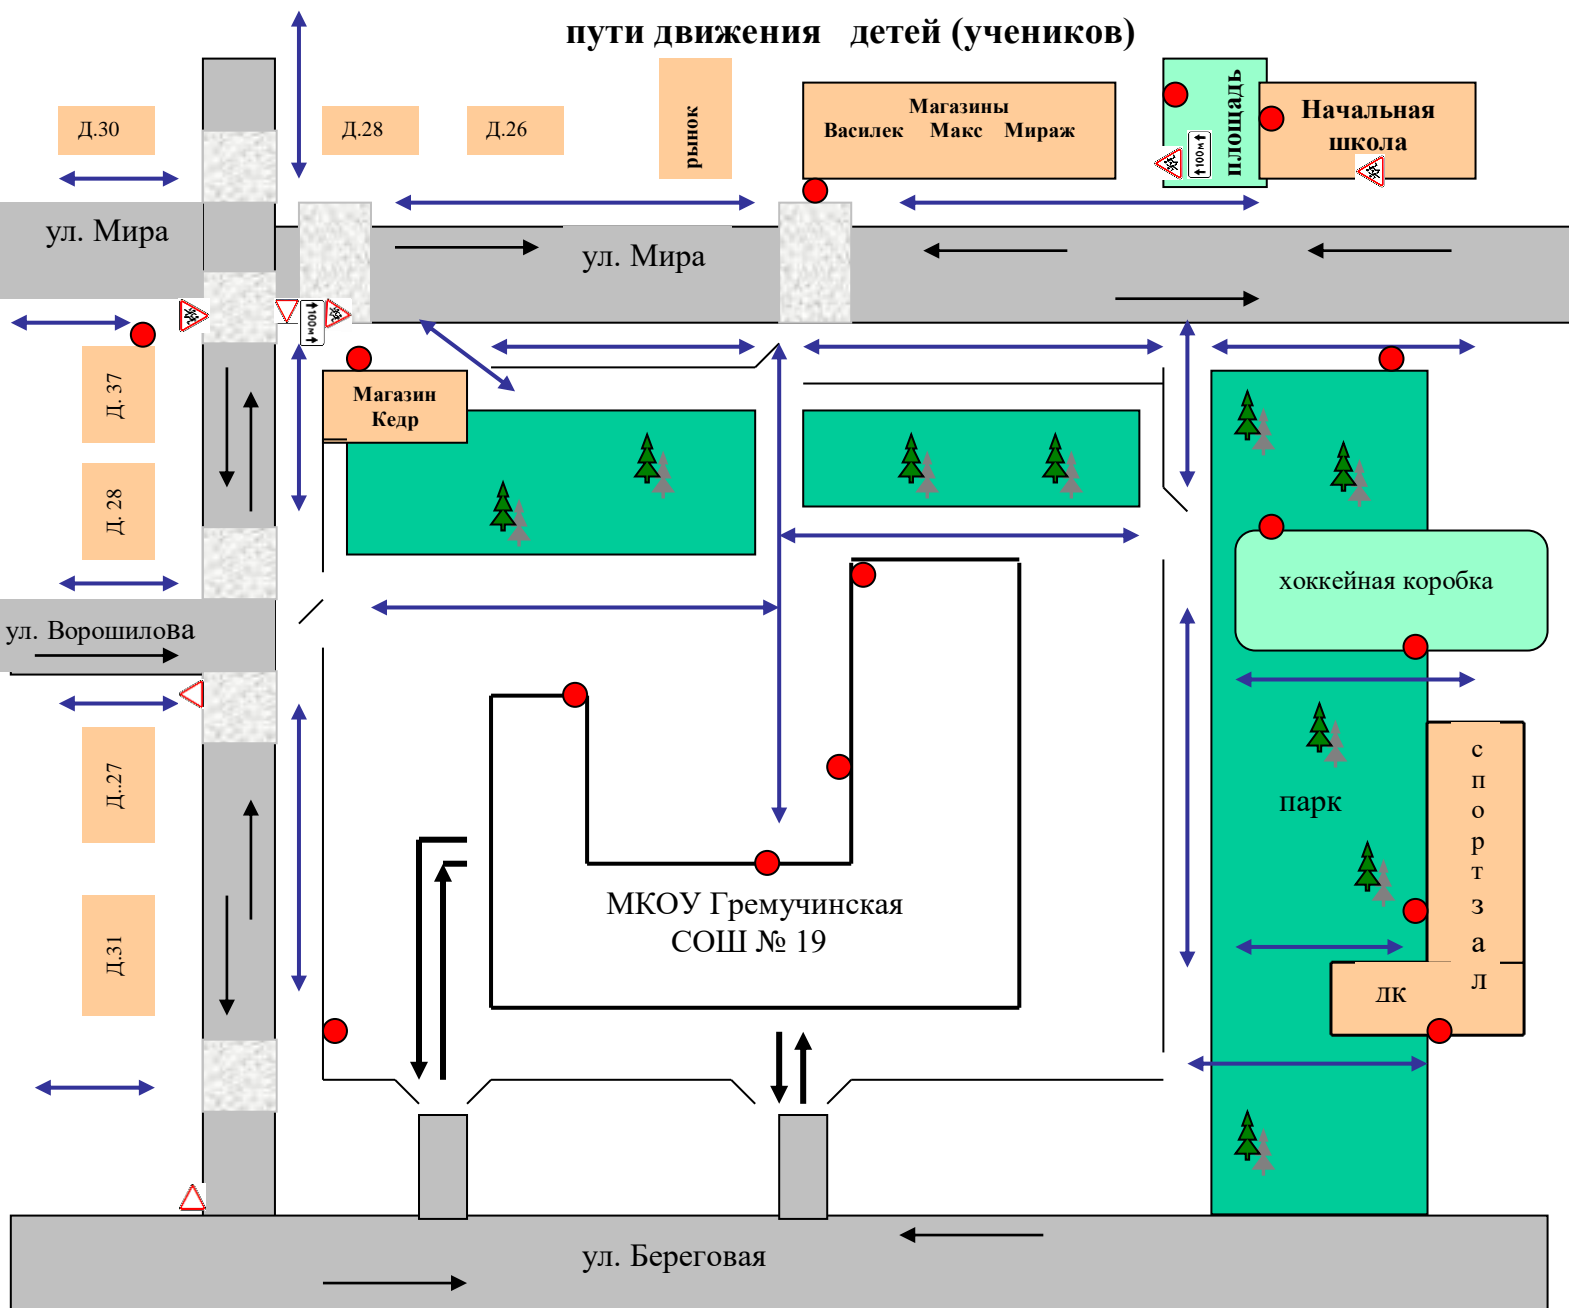 пути движения   детей (учеников)
Д.30
Д.28
Д.26
рынок
Магазины
Василек Макс Мираж
площадь
100м
Начальная
школа
ул. Мира
ул. Мира
100м
Д. 37
Магазин
Кедр
Д. 28
хоккейная коробка
ул. Ворошилова
Д..27
парк
спортзал
Д.31
МКОУ Гремучинская
СОШ № 19
дк
ул. Береговая